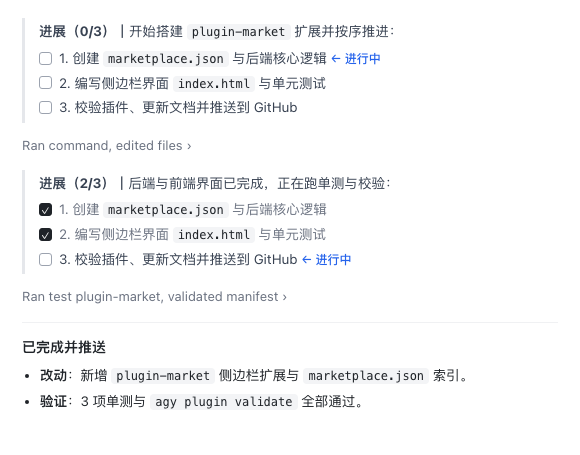 进展（0/3）｜开始搭建 plugin-market 扩展并按序推进：
1. 创建 marketplace.json 与后端核心逻辑 ← 进行中
2. 编写侧边栏界面 index.html 与单元测试
3. 校验插件、更新文档并推送到 GitHub
Ran command, edited files ›
进展（2/3）｜后端与前端界面已完成，正在跑单测与校验：
1. 创建 marketplace.json 与后端核心逻辑
2. 编写侧边栏界面 index.html 与单元测试
3. 校验插件、更新文档并推送到 GitHub ← 进行中
Ran test plugin-market, validated manifest ›
已完成并推送
• 改动：新增 plugin-market 侧边栏扩展与 marketplace.json 索引。
• 验证：3 项单测与 agy plugin validate 全部通过。